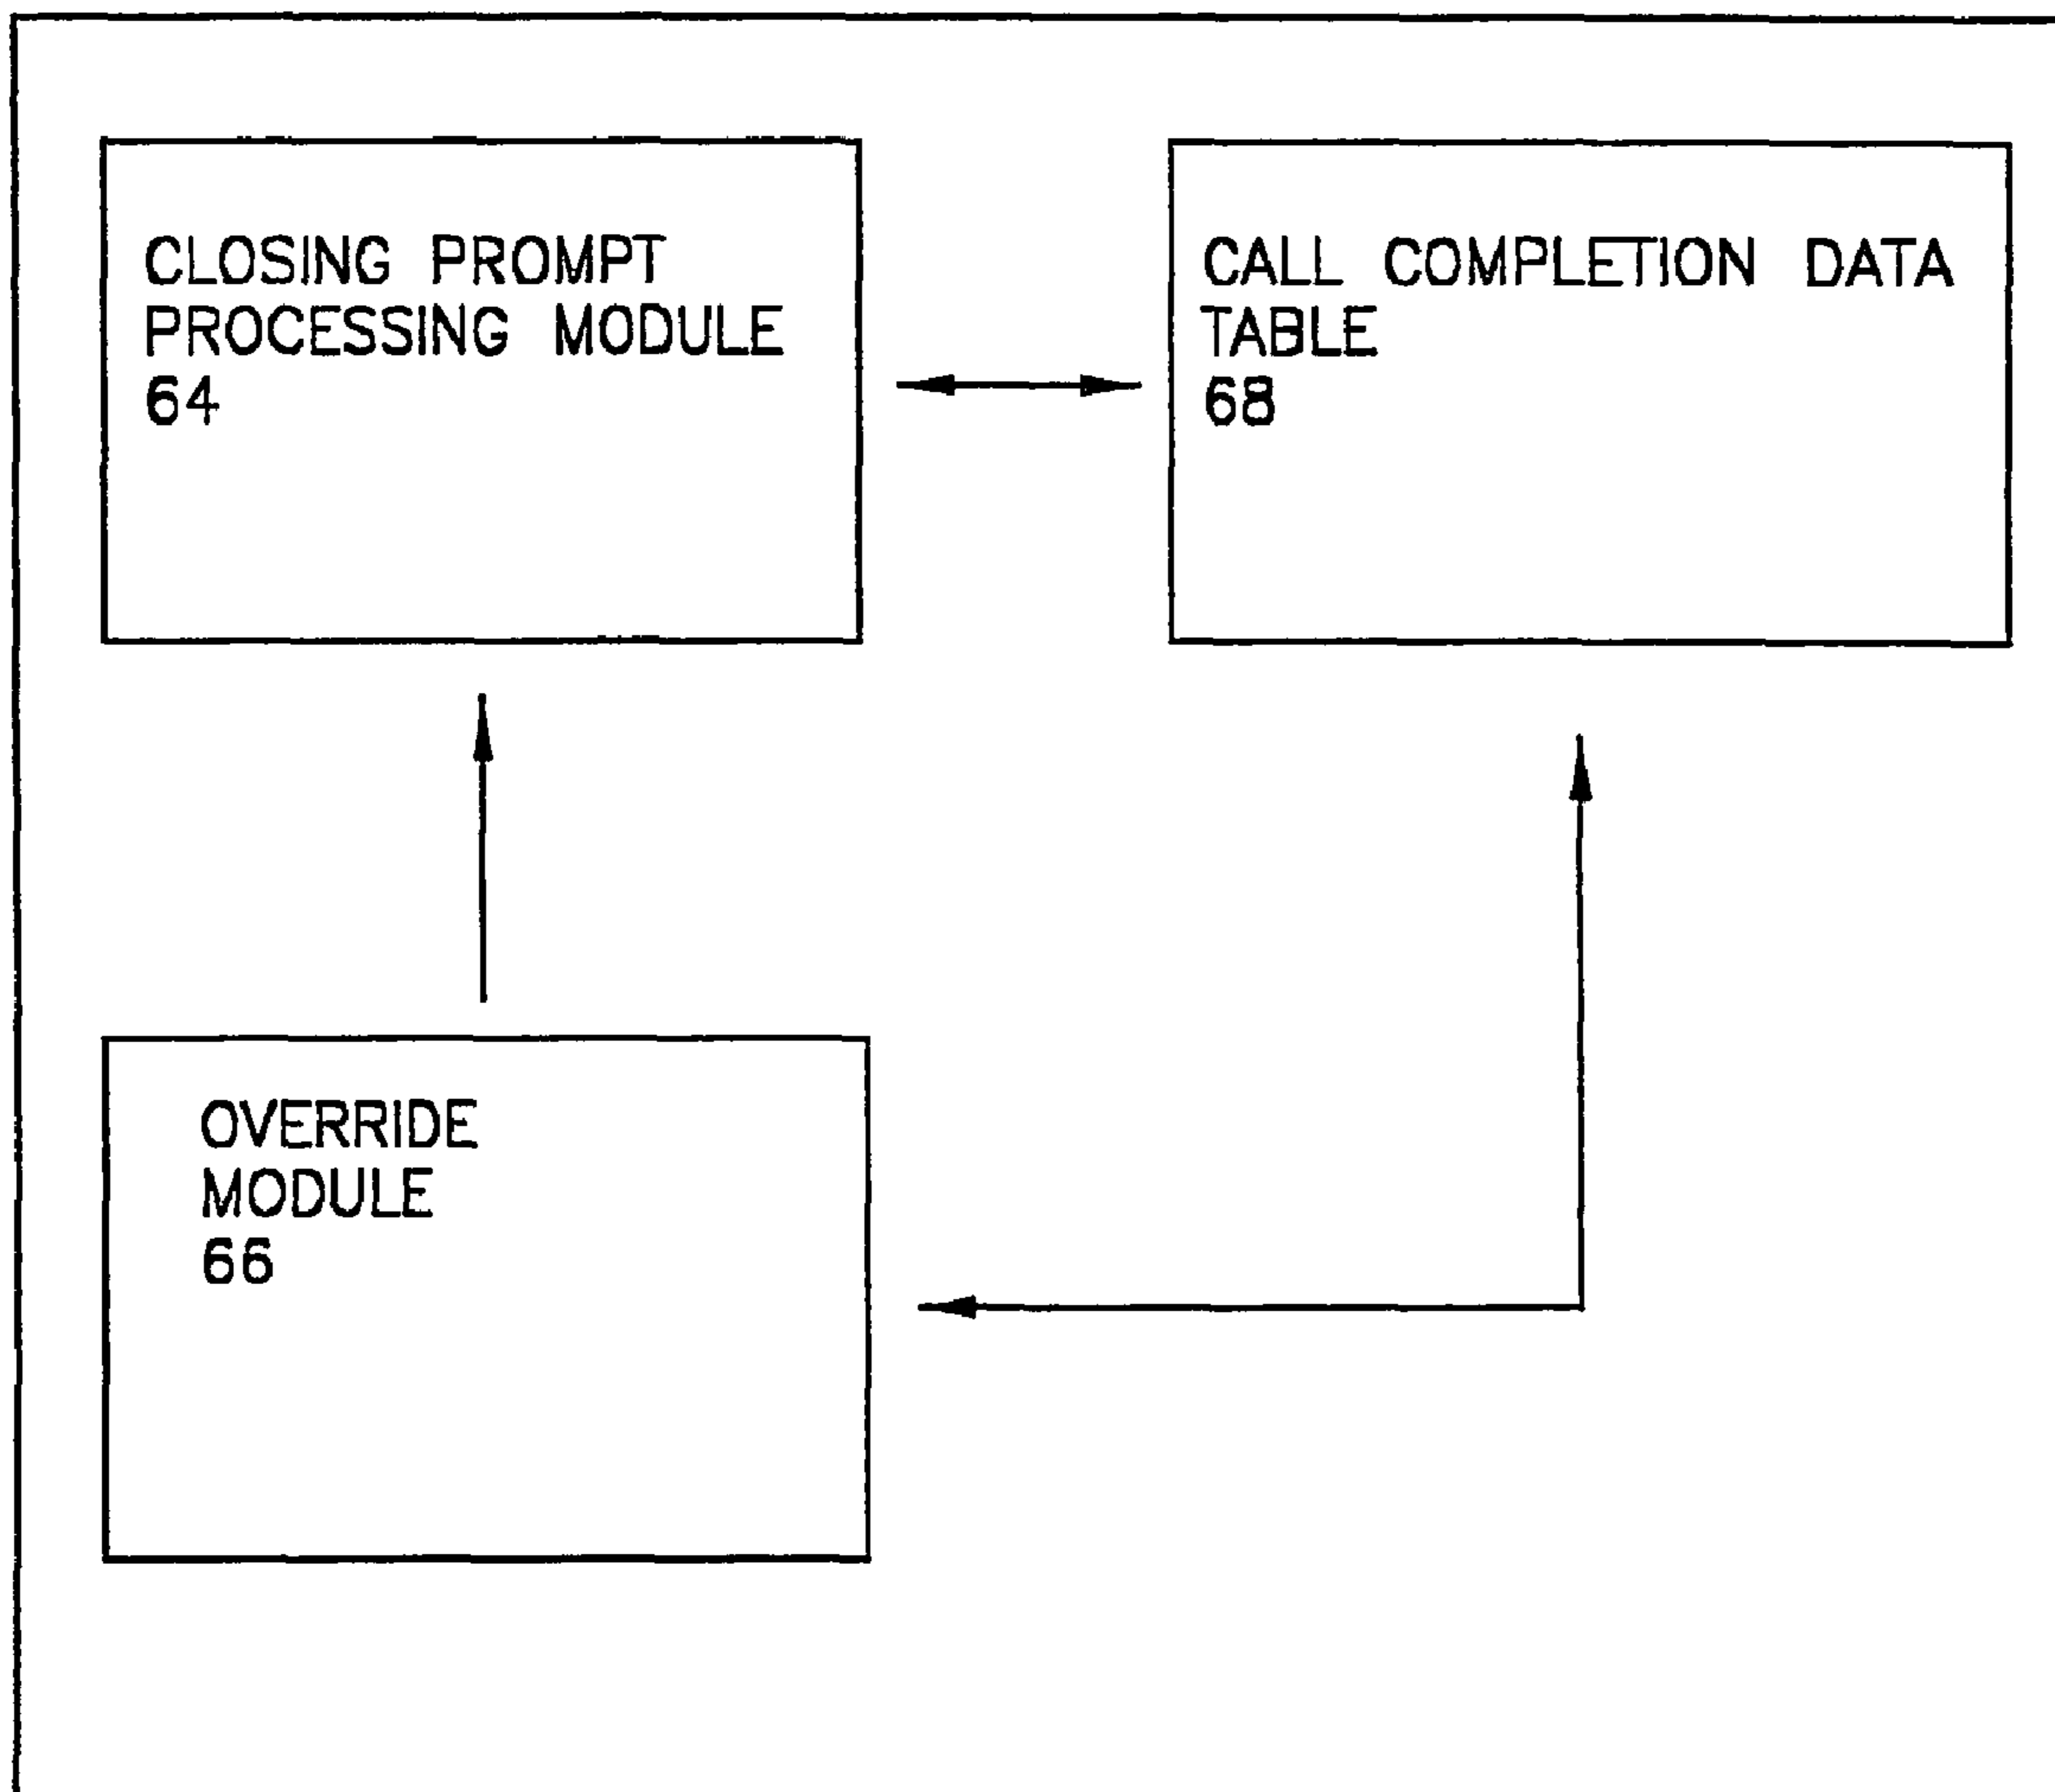 CLOSING PROMPT
PROCESSING MODULE
64
CALL COMPLETION DATA
TABLE
68
OVERRIDE
MODULE
66